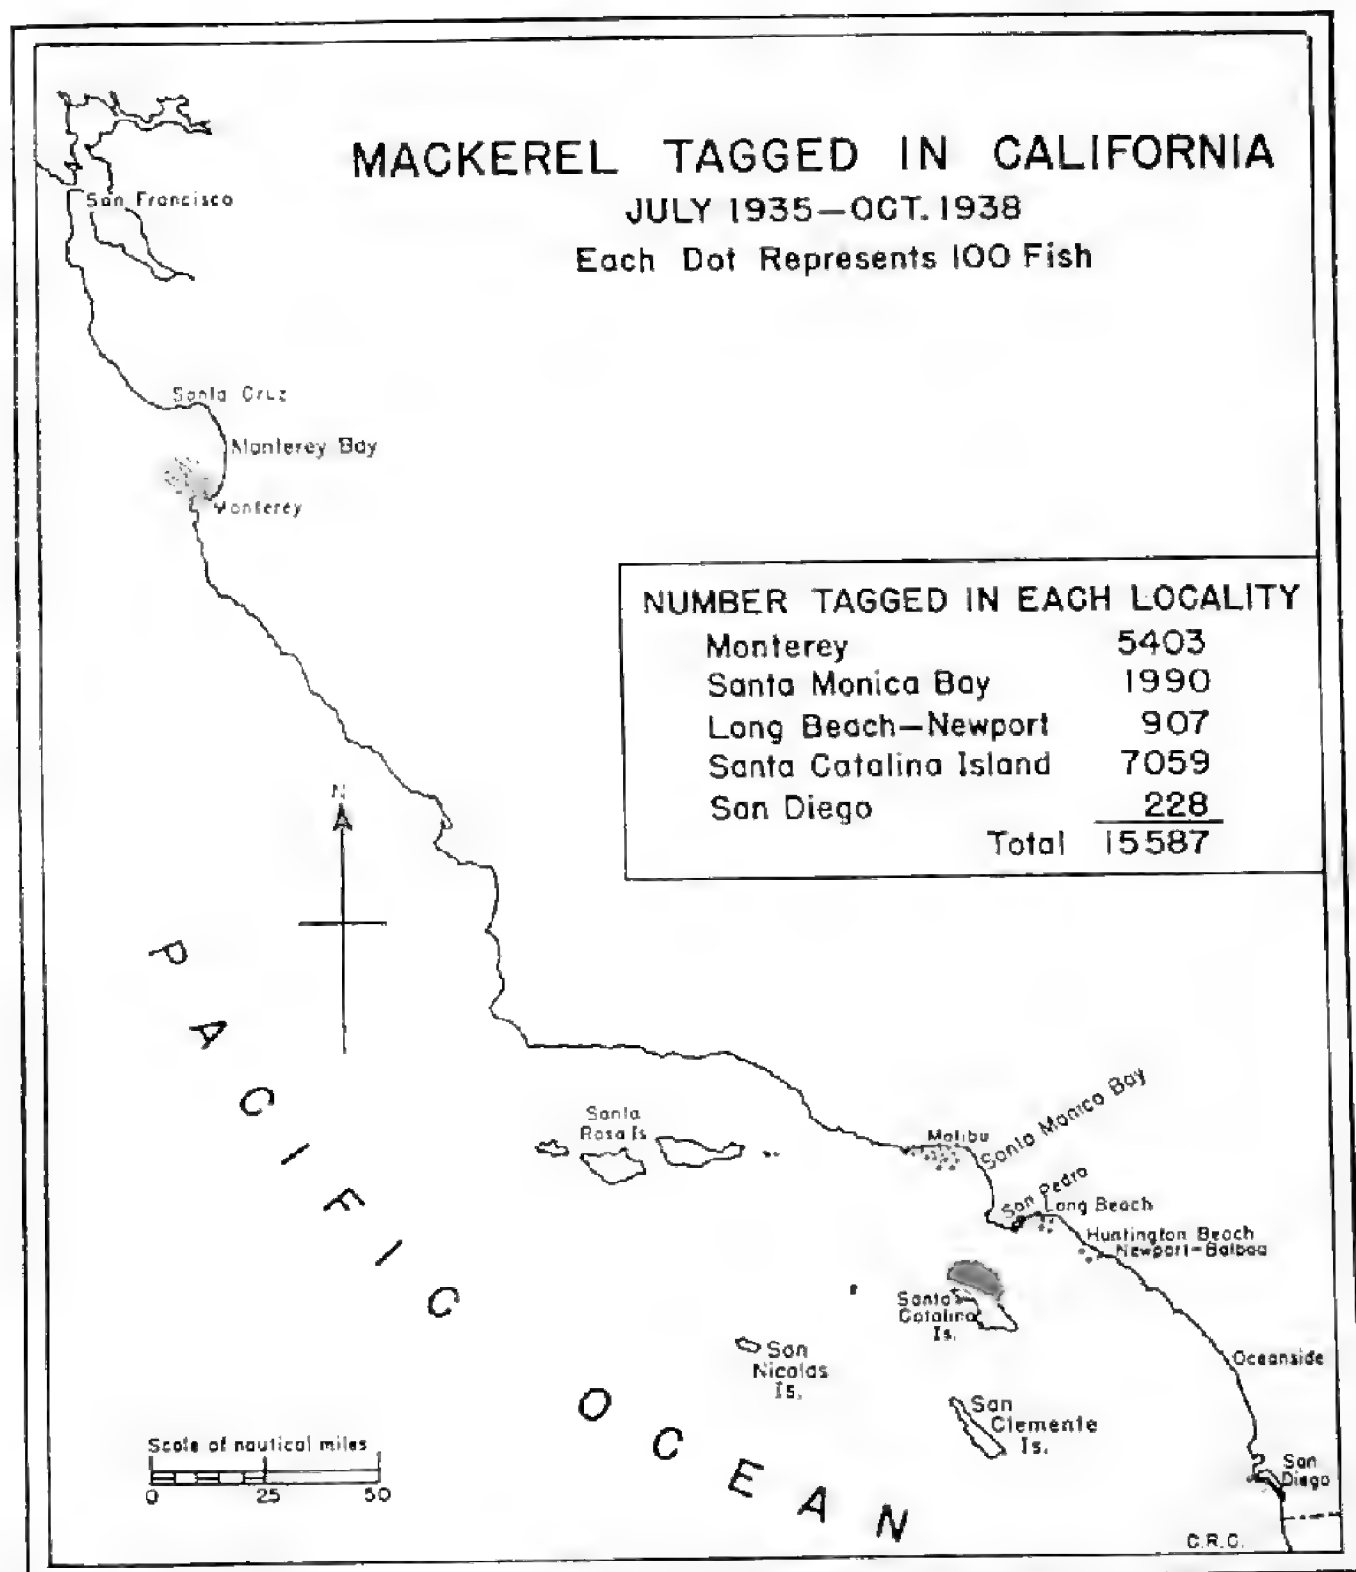 MACKEREL TAGGED IN CALIFORNIA
JULY 1935—OCT. 1938
Each Dot Represents 100 Fish
San Francisco
Santa Cruz
Monterey Bay
Monterey
NUMBER TAGGED IN EACH LOCALITY
Monterey 5403
Santa Monica Bay 1990
Long Beach—Newport 907
Santa Catalina Island 7059
San Diego 228
Total 15587
N
PACIFIC OCEAN
Santa
Rosa Is.
Malibu
Santa Monica Bay
San Pedro
Long Beach
Huntington Beach
Newport-Balboa
Santa
Catalina
Is.
San
Nicolas
Is.
San
Clemente
Is.
Oceanside
San
Diego
Scale of nautical miles
0 25 50
C.R.C.